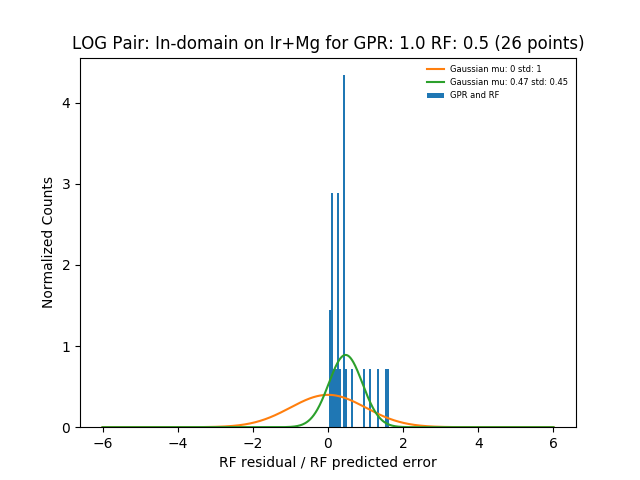 LOG Pair: In-domain on Ir+Mg for GPR: 1.0 RF: 0.5 (26 points)
Gaussian mu: 0 std: 1
Gaussian mu: 0.47 std: 0.45
GPR and RF
Normalized Counts
4
3
2
1
0
−6 −4 −2 0 2 4 6
RF residual / RF predicted error